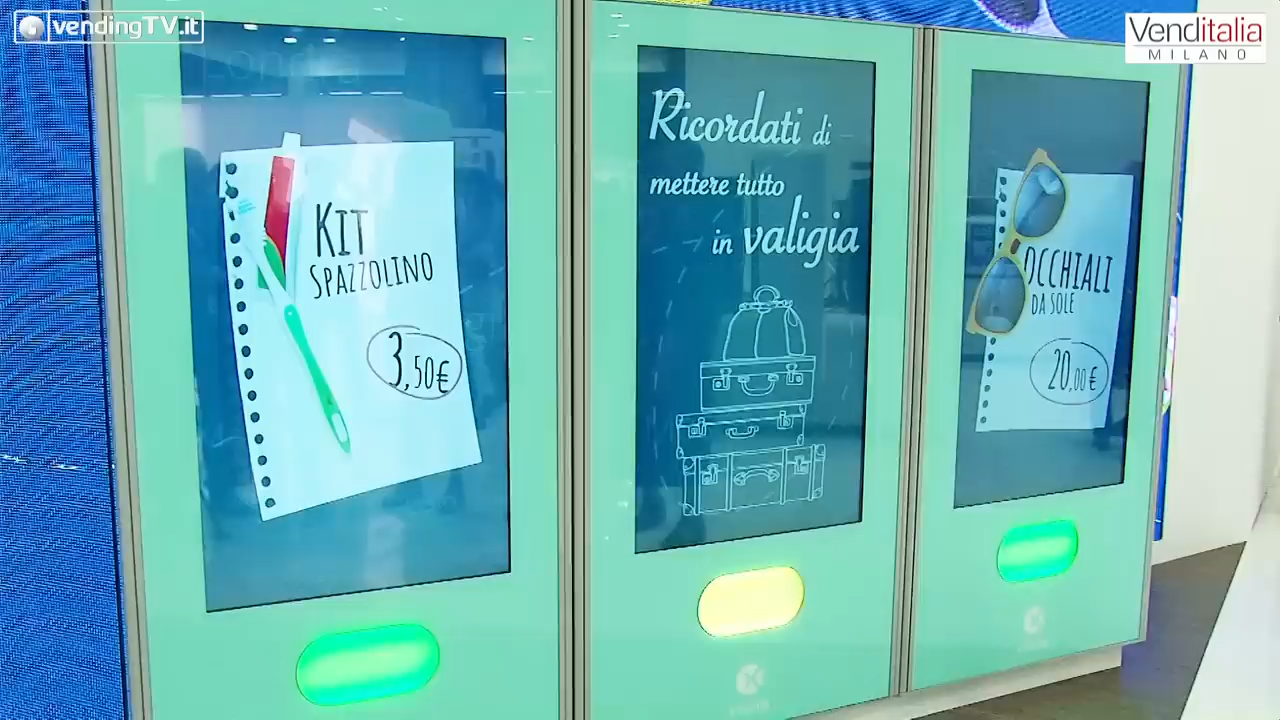 vendingTV.it
Venditalia
MILANO
KIT
SPAZZOLINO
3,50€
Ricordati di
mettere tutto
in valigia
OCCHIALI
DA SOLE
20,00€